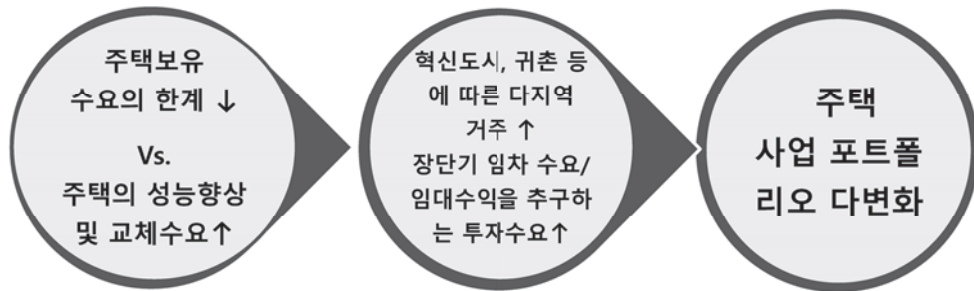 주택보유
수요의 한계 ↓
Vs.
주택의 성능향상
및 교체수요↑
혁신도시, 귀촌 등
에 따른 다지역
거주 ↑
장단기 임차 수요/
임대수익을 추구하
는 투자수요↑
주택
사업 포트폴
리오 다변화